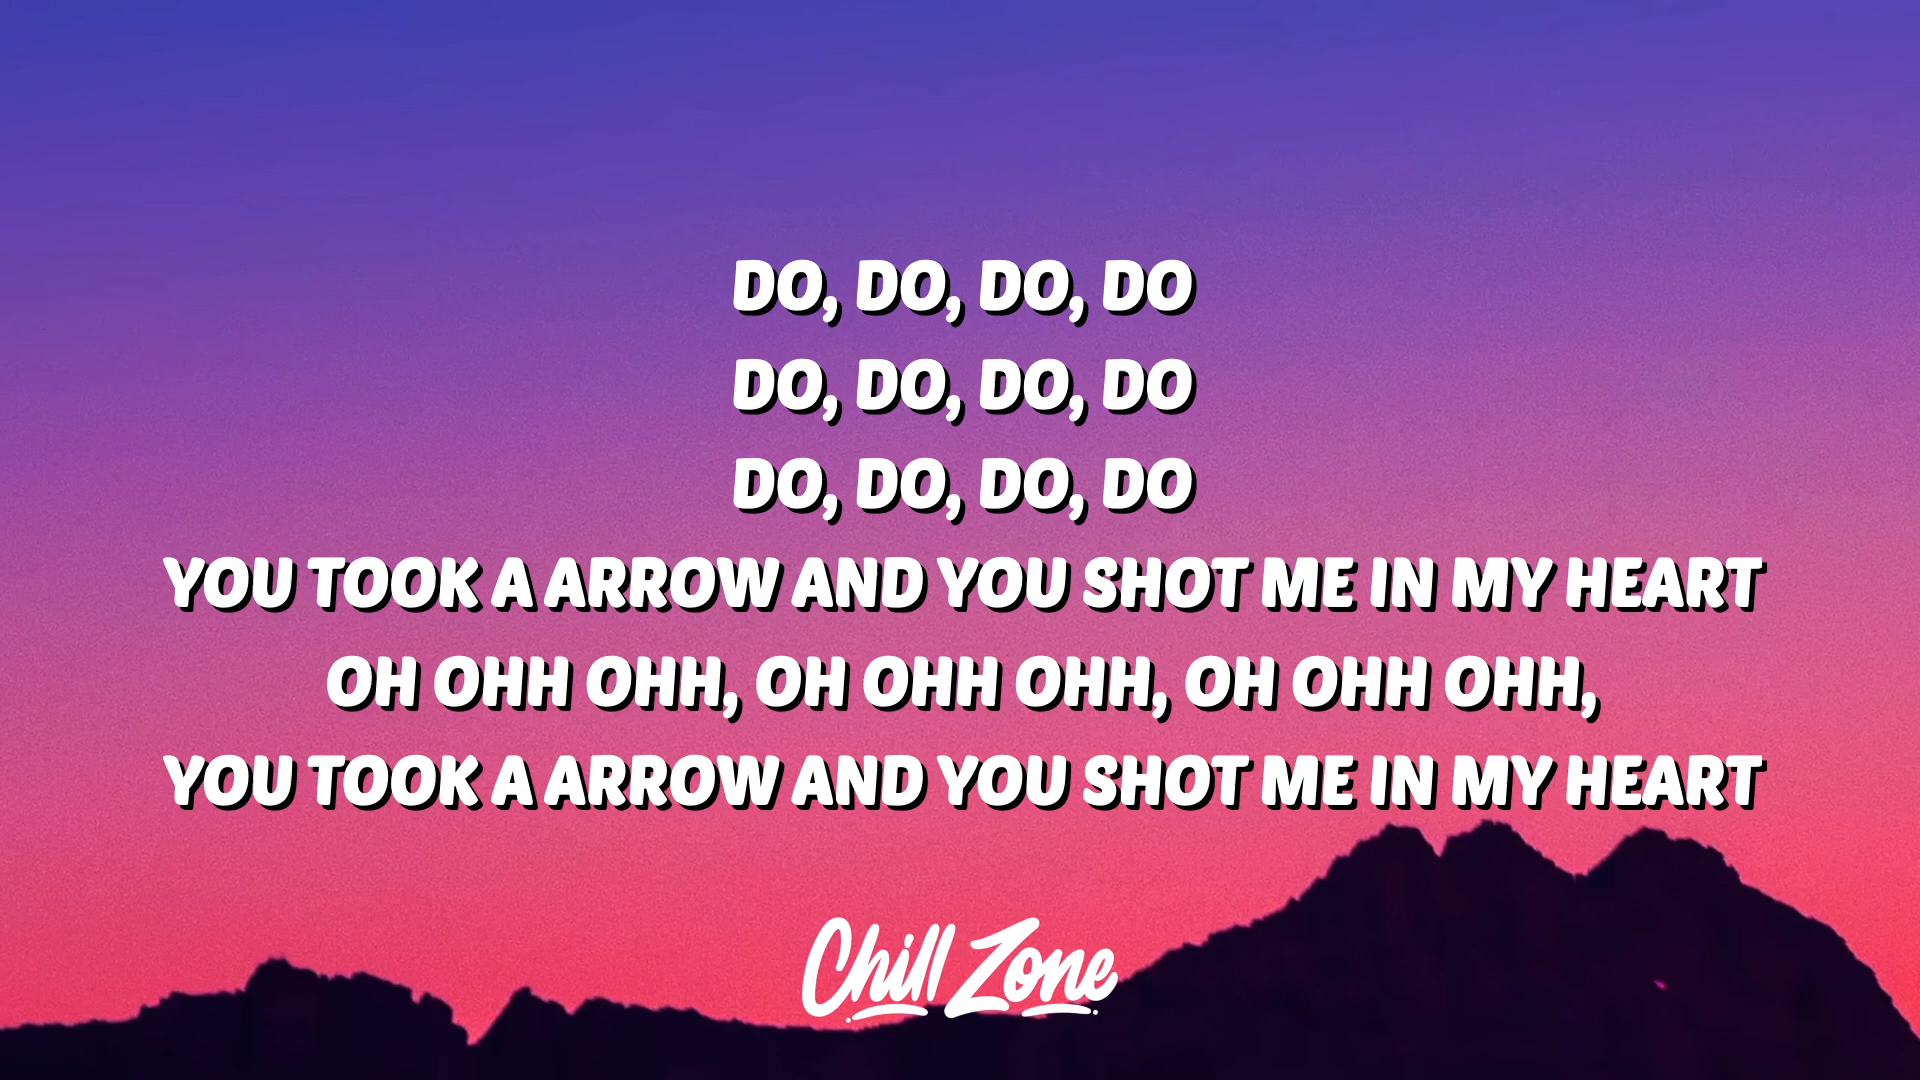 DO, DO, DO, DO
DO, DO, DO, DO
DO, DO, DO, DO
YOU TOOK A ARROW AND YOU SHOT ME IN MY HEART
OH OHH OHH, OH OHH OHH, OH OHH OHH,
YOU TOOK A ARROW AND YOU SHOT ME IN MY HEART
Chill Zone